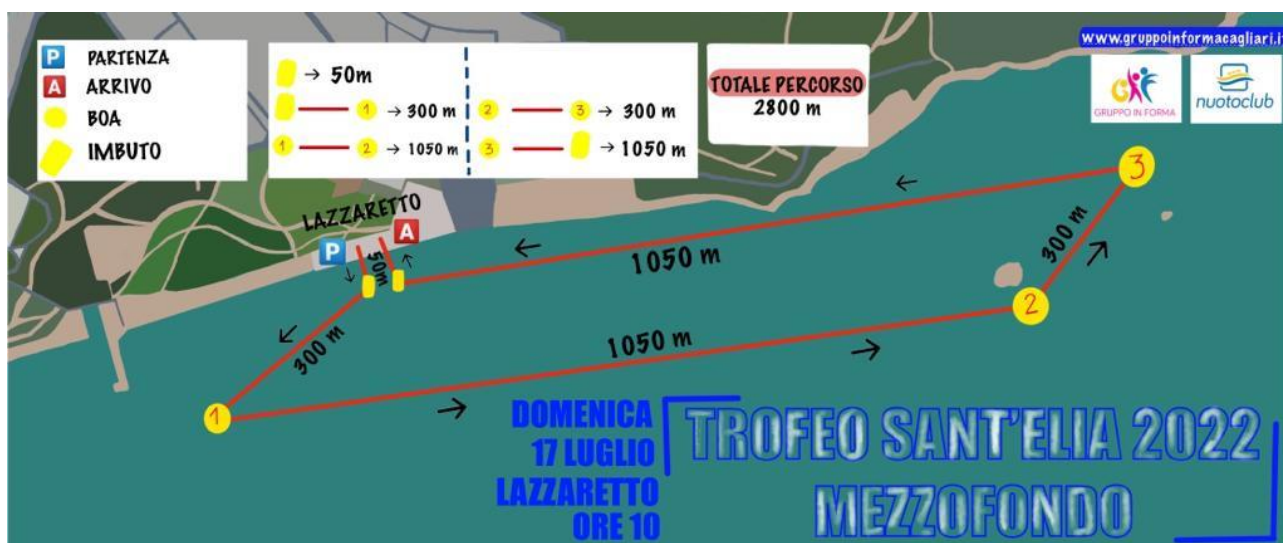 P PARTENZA
A ARRIVO
BOA
IMBUTO
→ 50m
1 → 300 m
1 2 → 1050 m
2 3 → 300 m
3 → 1050 m
TOTALE PERCORSO
2800 m
www.gruppoinformacagliari.it
GRUPPO IN FORMA
nuotoclub
LAZZARETTO
P
A
50m
300 m
1
1050 m
2
300 m
3
1050 m
DOMENICA
17 LUGLIO
LAZZARETTO
ORE 10
TROFEO SANT'ELIA 2022
MEZZOFONDO